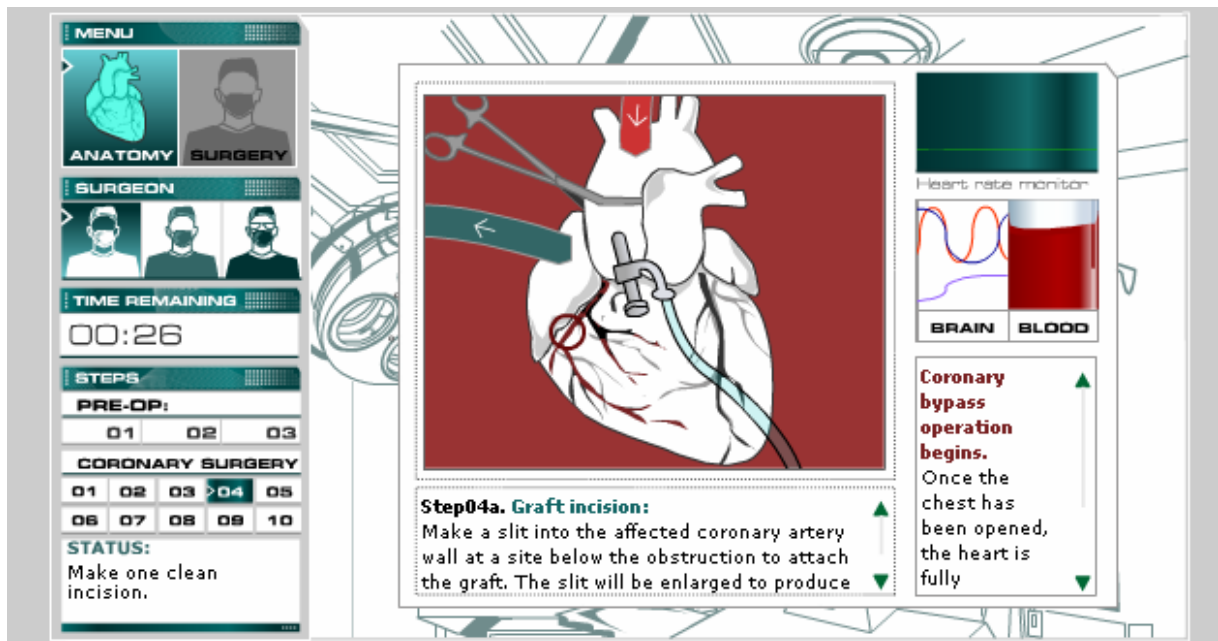 MENU
ANATOMY
SURGERY
SURGEON
TIME REMAINING
00:26
STEPS
PRE-OP:
01 02 03
CORONARY SURGERY
01 02 03 04 05
06 07 08 09 10
STATUS:
Make one clean
incision.
Step04a. Graft incision:
Make a slit into the affected coronary artery
wall at a site below the obstruction to attach
the graft. The slit will be enlarged to produce
Heart rate monitor
BRAIN BLOOD
Coronary
bypass
operation
begins.
Once the
chest has
been opened,
the heart is
fully